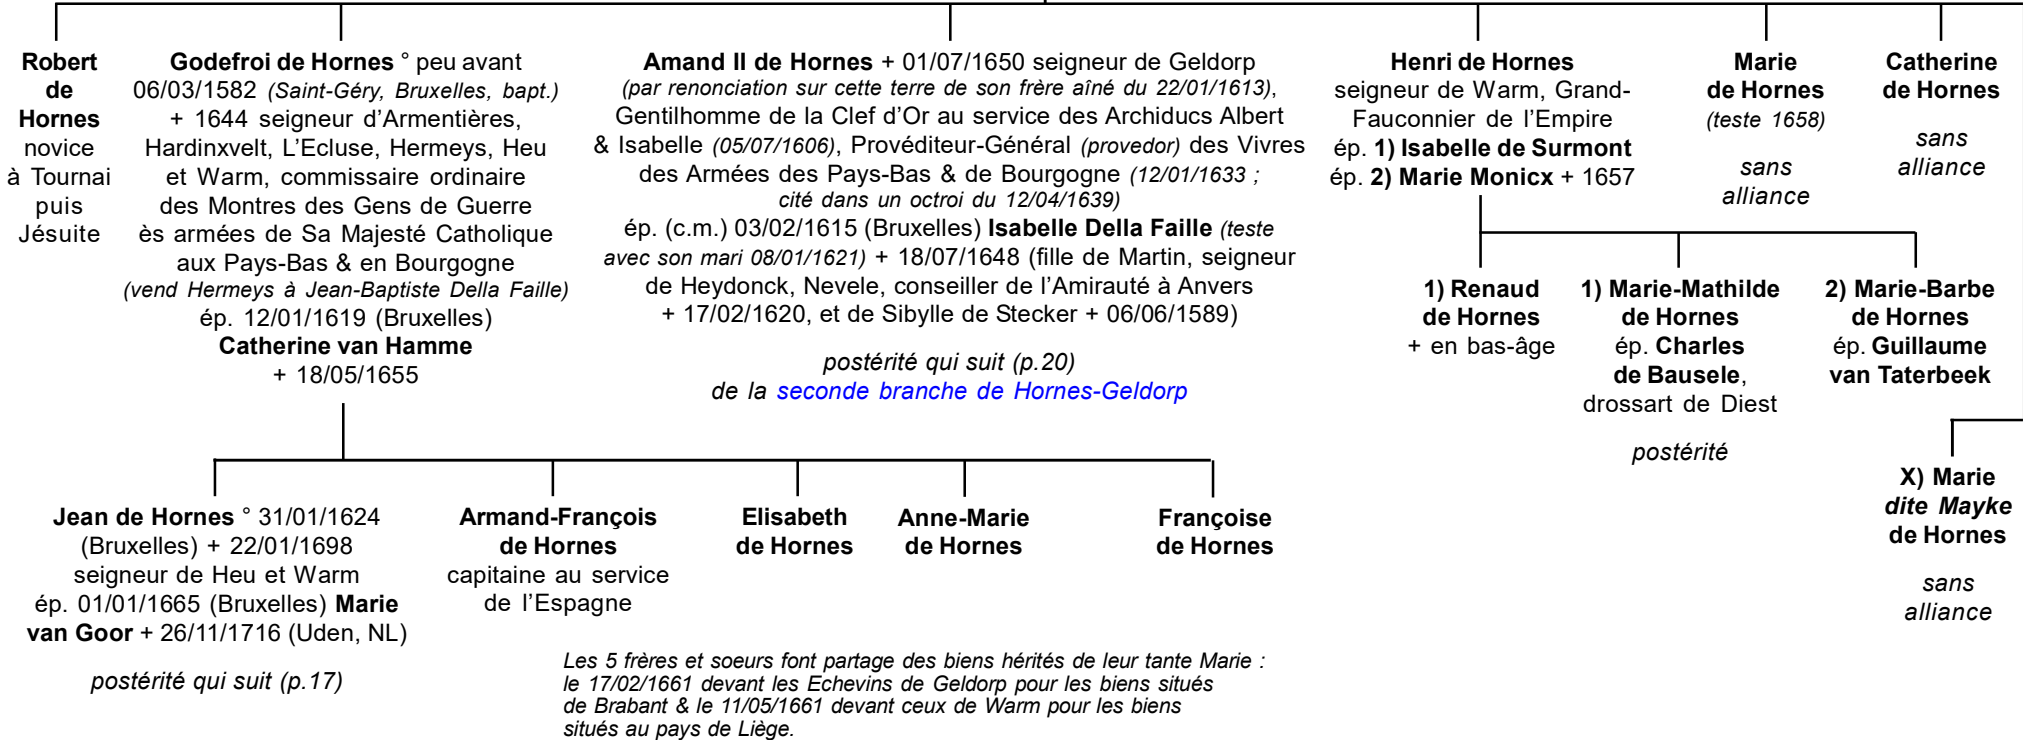 Robert
de
Hornes
novice
à Tournai
puis
Jésuite
Godefroi de Hornes ° peu avant
06/03/1582 (Saint-Géry, Bruxelles, bapt.)
+ 1644 seigneur d'Armentières,
Hardinxvelt, L'Ecluse, Hermeys, Heu
et Warm, commissaire ordinaire
des Montres des Gens de Guerre
ès armées de Sa Majesté Catholique
aux Pays-Bas & en Bourgogne
(vend Hermeys à Jean-Baptiste Della Faille)
ép. 12/01/1619 (Bruxelles)
Catherine van Hamme
+ 18/05/1655
Amand II de Hornes + 01/07/1650 seigneur de Geldorp
(par renonciation sur cette terre de son frère aîné du 22/01/1613),
Gentilhomme de la Clef d'Or au service des Archiducs Albert
& Isabelle (05/07/1606), Provéditeur-Général (provedor) des Vivres
des Armées des Pays-Bas & de Bourgogne (12/01/1633 ;
cité dans un octroi du 12/04/1639)
ép. (c.m.) 03/02/1615 (Bruxelles) Isabelle Della Faille (teste
avec son mari 08/01/1621) + 18/07/1648 (fille de Martin, seigneur
de Heydonck, Nevele, conseiller de l'Amirauté à Anvers
+ 17/02/1620, et de Sibylle de Stecker + 06/06/1589)
postérité qui suit (p.20)
de la seconde branche de Hornes-Geldorp
Henri de Hornes
seigneur de Warm, Grand-
Fauconnier de l'Empire
ép. 1) Isabelle de Surmont
ép. 2) Marie Monicx + 1657
Marie
de Hornes
(teste 1658)
sans
alliance
Catherine
de Hornes
sans
alliance
1) Renaud
de Hornes
+ en bas-âge
1) Marie-Mathilde
de Hornes
ép. Charles
de Bausele,
drossart de Diest
postérité
2) Marie-Barbe
de Hornes
ép. Guillaume
van Taterbeek
X) Marie
dite Mayke
de Hornes
sans
alliance
Jean de Hornes ° 31/01/1624
(Bruxelles) + 22/01/1698
seigneur de Heu et Warm
ép. 01/01/1665 (Bruxelles) Marie
van Goor + 26/11/1716 (Uden, NL)
postérité qui suit (p.17)
Armand-François
de Hornes
capitaine au service
de l'Espagne
Elisabeth
de Hornes
Anne-Marie
de Hornes
Françoise
de Hornes
Les 5 frères et soeurs font partage des biens hérités de leur tante Marie :
le 17/02/1661 devant les Echevins de Geldorp pour les biens situés
de Brabant & le 11/05/1661 devant ceux de Warm pour les biens
situés au pays de Liège.